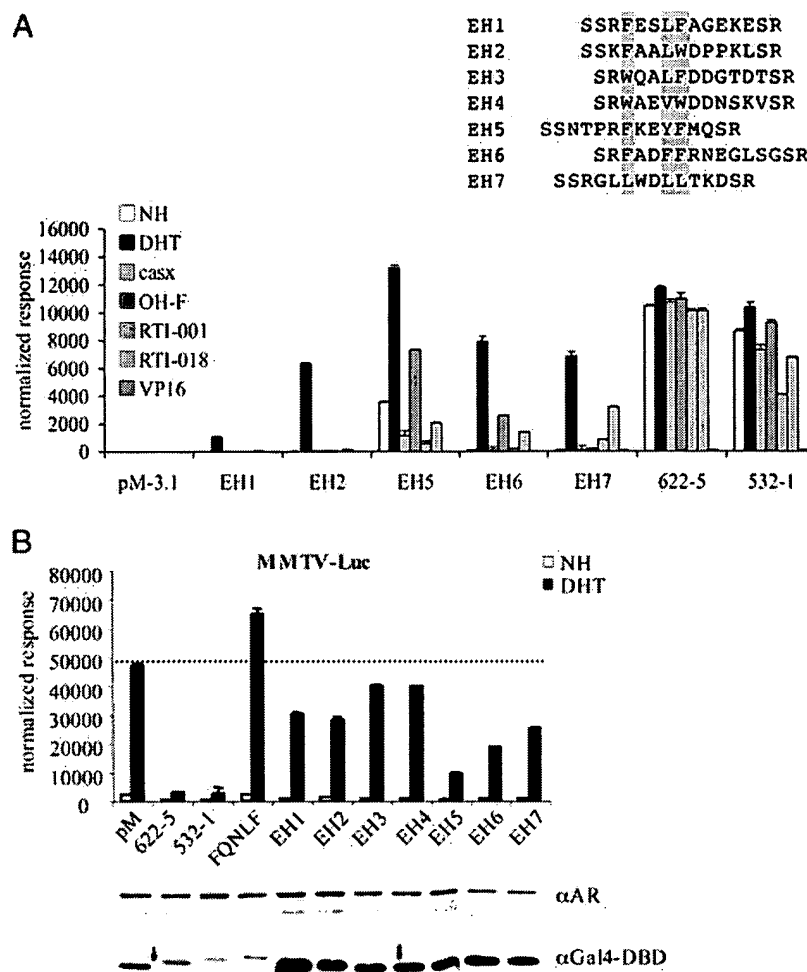 A
EH1 SSRFESLFAGEKESR
EH2 SSKFAALWDPPKLSR
EH3 SRWQALFDDGTDTSR
EH4 SRWAEVWDDNSKVSR
EH5 SSNTPRFKEYFMQSR
EH6 SRFADFFRNEGLSGSR
EH7 SSRGLLWDLLTKDSR
NH
DHT
casx
OH-F
RTI-001
RTI-018
VP16
normalized response
16000
14000
12000
10000
8000
6000
4000
2000
0
pM-3.1 EH1 EH2 EH5 EH6 EH7 622-5 532-1
B
MMTV-Luc
NH
DHT
normalized response
80000
70000
60000
50000
40000
30000
20000
10000
0
pM 622-5 532-1 FQNLF EH1 EH2 EH3 EH4 EH5 EH6 EH7
αAR
αGal4-DBD